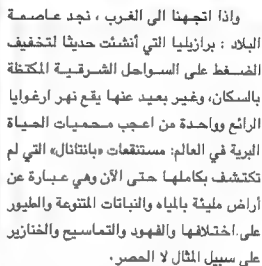 واذا اتجهنا الى الغرب ، نجد عاصمة
البلاد : برازيليا التي أنشئت حديثا لتخفيف
الضغط على السواحل الشرقية المكتظة
بالسكان، وغير بعيد عنها يقع نهر ارغوايا
الرائع وواحدة من اعجب محميات الحياة
البرية في العالم: مستنقعات «بانتانال» التي لم
تكتشف بكاملها حتى الآن وهي عبارة عن
أراض مليئة بالمياه والنباتات المتنوعة والطيور
على اختلافها والفهود والتماسيح والخنازير
على سبيل المثال لا الحصر .